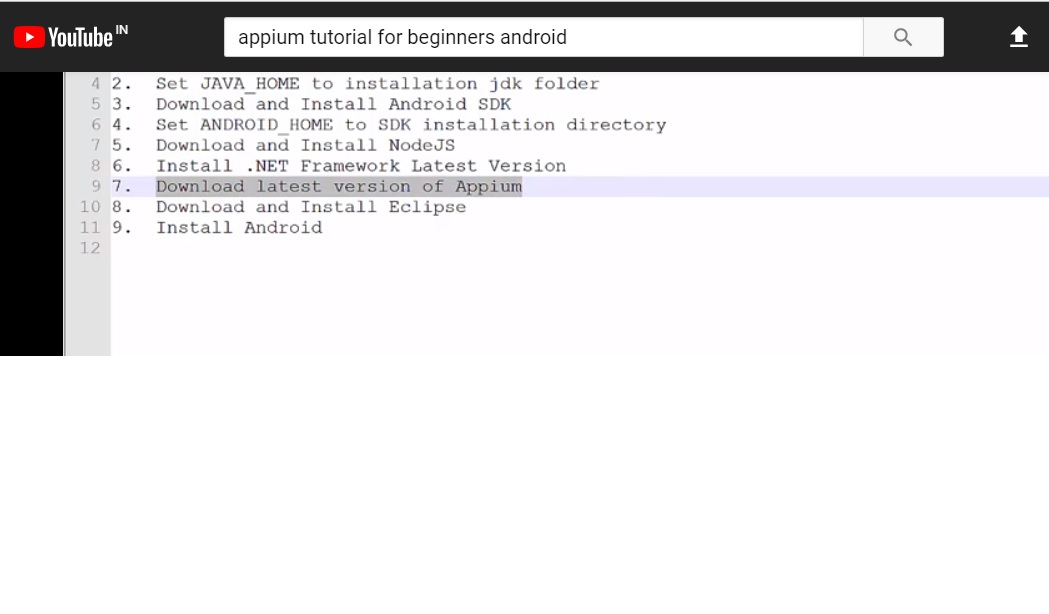 YouTube IN
appium tutorial for beginners android
4 2. Set JAVA_HOME to installation jdk folder
5 3. Download and Install Android SDK
6 4. Set ANDROID_HOME to SDK installation directory
7 5. Download and Install NodeJS
8 6. Install .NET Framework Latest Version
9 7. Download latest version of Appium
10 8. Download and Install Eclipse
11 9. Install Android
12